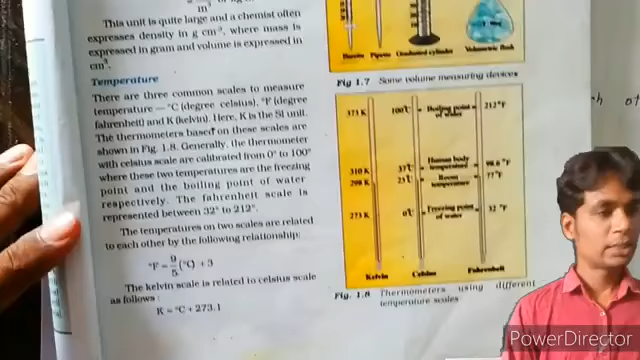 m³
This unit is quite large and a chemist often
expresses density in g cm³, where mass is
expressed in gram and volume is expressed in
cm³.
Temperature
There are three common scales to measure
temperature — °C (degree celsius), °F (degree
fahrenheit) and K (kelvin). Here, K is the SI unit.
The thermometers based on these scales are
shown in Fig. 1.8. Generally, the thermometer
with celsius scale are calibrated from 0° to 100°
where these two temperatures are the freezing
point and the boiling point of water
respectively. The fahrenheit scale is
represented between 32° to 212°.
The temperatures on two scales are related
to each other by the following relationship:
°F = 9/5 (°C) + 3
The kelvin scale is related to celsius scale
as follows :
K = °C + 273.1
Burette Pipette Graduated cylinder Volumetric flask
Fig 1.7 Some volume measuring devices
373 K 100°C Boiling point of water 212°F
310 K 37°C Human body temperature 98.6 °F
298 K 25°C Room temperature 77°F
273 K 0°C Freezing point of water 32 °F
Kelvin Celsius Fahrenheit
Fig. 1.8 Thermometers using different
temperature scales
PowerDirector